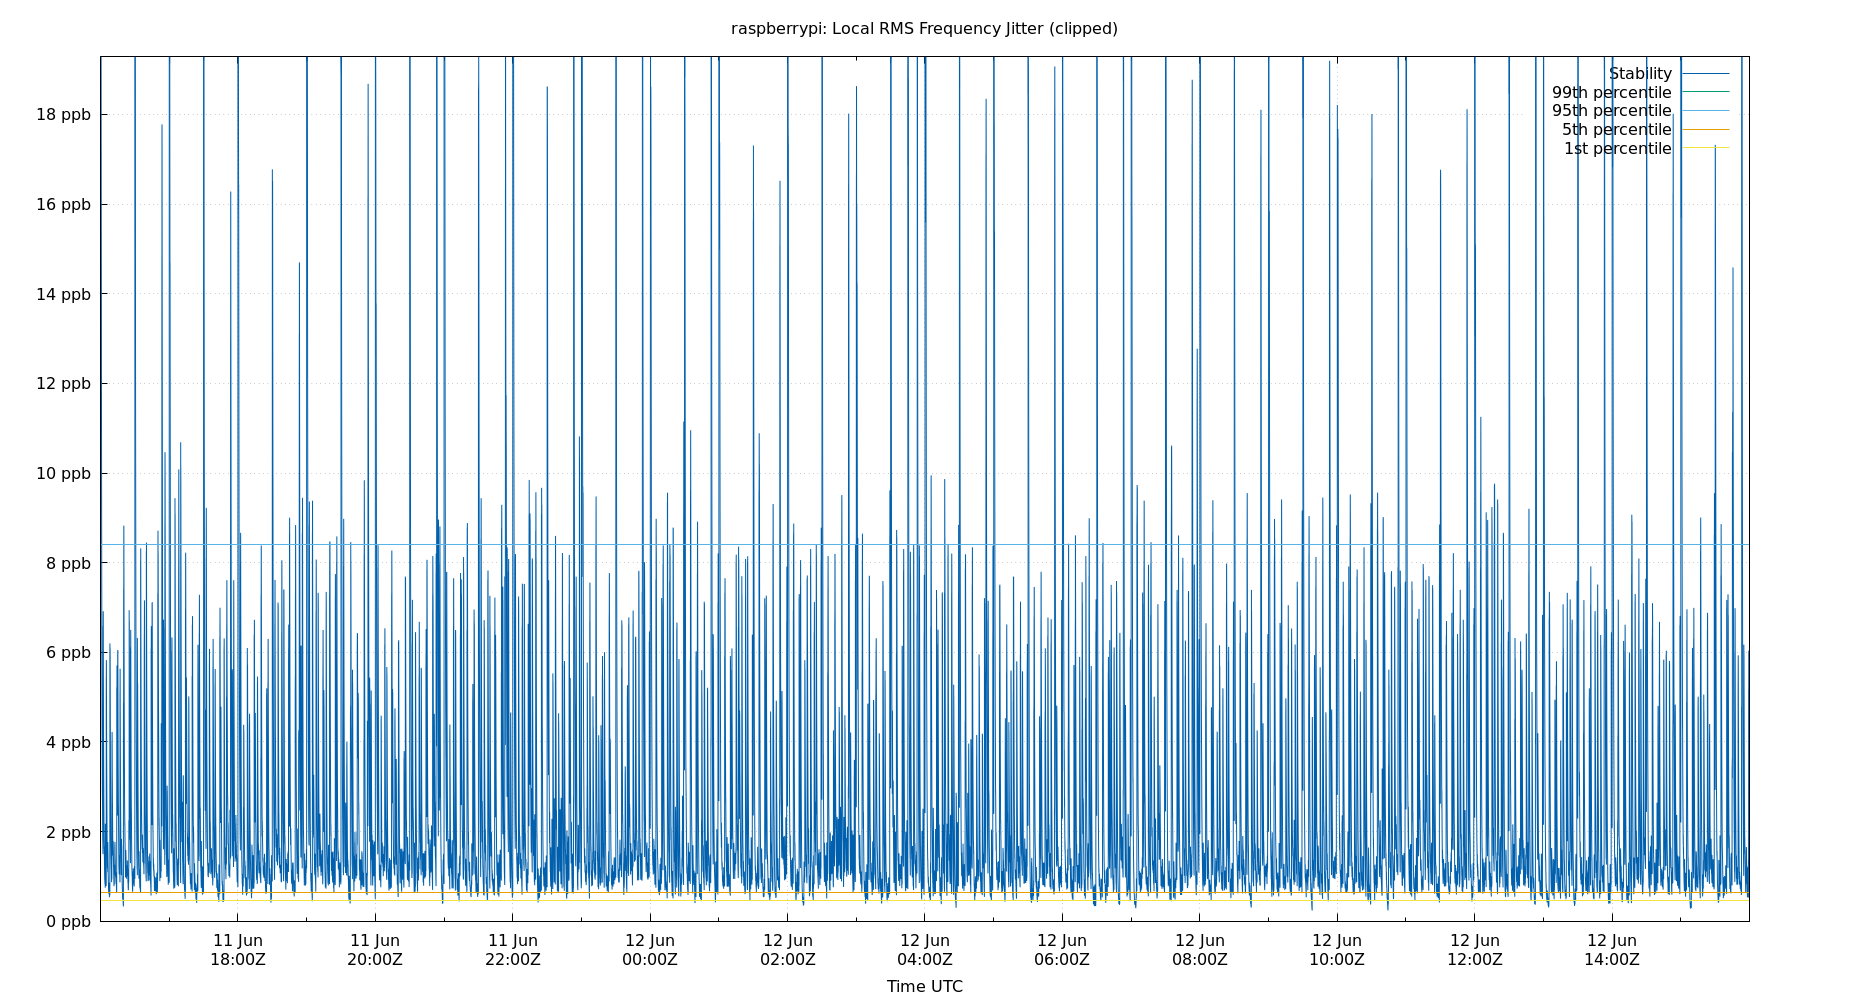 raspberrypi: Local RMS Frequency Jitter (clipped)
Stability
99th percentile
95th percentile
5th percentile
1st percentile
18 ppb
16 ppb
14 ppb
12 ppb
10 ppb
8 ppb
6 ppb
4 ppb
2 ppb
0 ppb
11 Jun 11 Jun 11 Jun 12 Jun 12 Jun 12 Jun 12 Jun 12 Jun 12 Jun 12 Jun 12 Jun
18:00Z 20:00Z 22:00Z 00:00Z 02:00Z 04:00Z 06:00Z 08:00Z 10:00Z 12:00Z 14:00Z
Time UTC